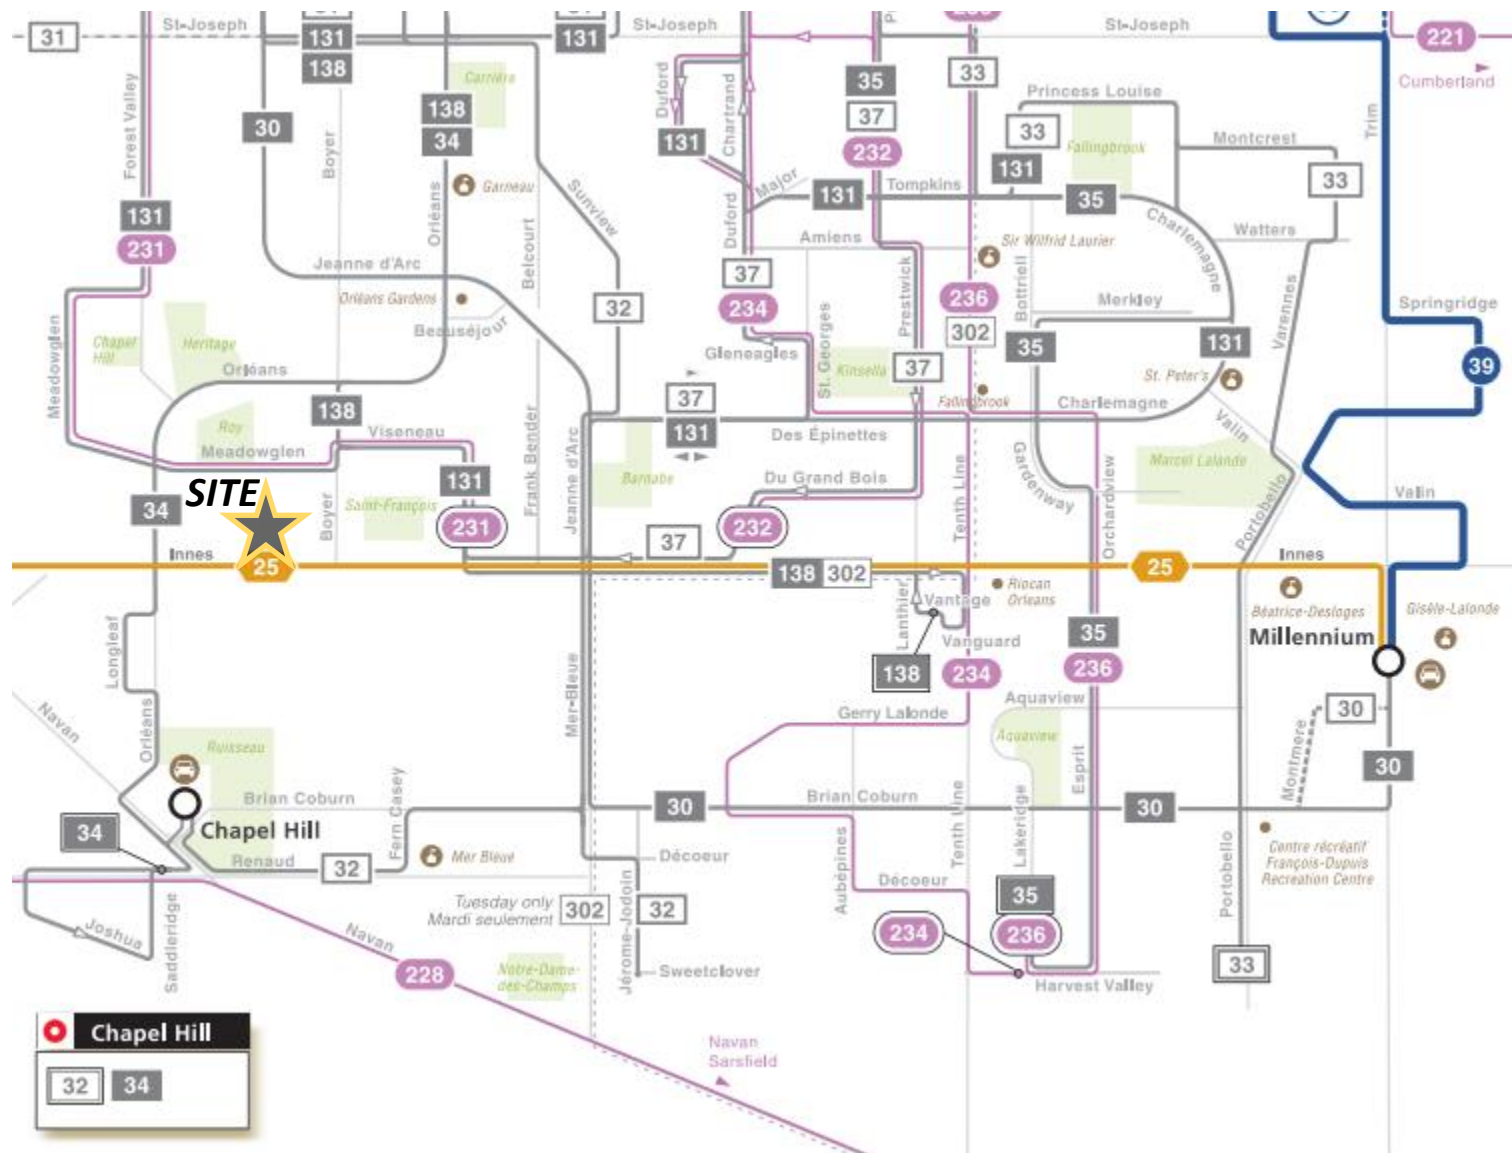 31
St-Joseph
131
138
131
St-Joseph
St-Joseph
221
Cumberland
Forest Valley
30
Boyer
138
34
Carrière
Orléans
Garneau
Duford
131
Chartrand
35
37
232
33
Princess Louise
33
Fallingbrook
131
Montcrest
33
Trim
Sunview
Belcourt
Major
131
Tompkins
35
Charlemagne
Watters
131
231
Jeanne d'Arc
Orléans Gardens
Beauséjour
32
Duford
Amiens
37
234
Prestwick
Sir Wilfrid Laurier
236
302
Bottriell
Merkley
35
131
Varennes
Springridge
39
Meadowglen
Chapel
Hill
Héritage
Orléans
138
Gleneagles
St. Georges
Kinsella
37
Fallingbrook
St. Peter's
Charlemagne
Valin
37
131
Des Épinettes
Roy
Meadowglen
Viseneau
Frank Bender
Jeanne d'Arc
Barnabe
Du Grand Bois
Tenth Line
Gardenway
Orchardview
Marcel Lalande
Portobello
Valin
34
SITE
Boyer
Saint-François
131
231
232
37
Innes
25
138
302
25
Innes
Lanthier
Vantage
Vanguard
Riocan
Orleans
Béatrice-Desloges
Gisèle-Lalonde
Millennium
Longleaf
138
234
35
236
Navan
Orléans
Mer-Bleue
Gerry Lalonde
Aquaview
Aquaview
Esprit
30
Montmere
30
Ruisseau
Brian Coburn
Chapel Hill
34
Fern Casey
30
Brian Coburn
30
Renaud
32
Mer Bleue
Décoeur
Aubépines
Tenth Line
Lakeridge
Portobello
Centre récréatif
François-Dupuis
Recreation Centre
Décoeur
35
Tuesday only
Mardi seulement
302
32
Jérome-Jodoin
234
236
33
Joshua
Saddleridge
Navan
228
Notre-Dame-
des-Champs
Sweetclover
Harvest Valley
Chapel Hill
32
34
Navan
Sarsfield